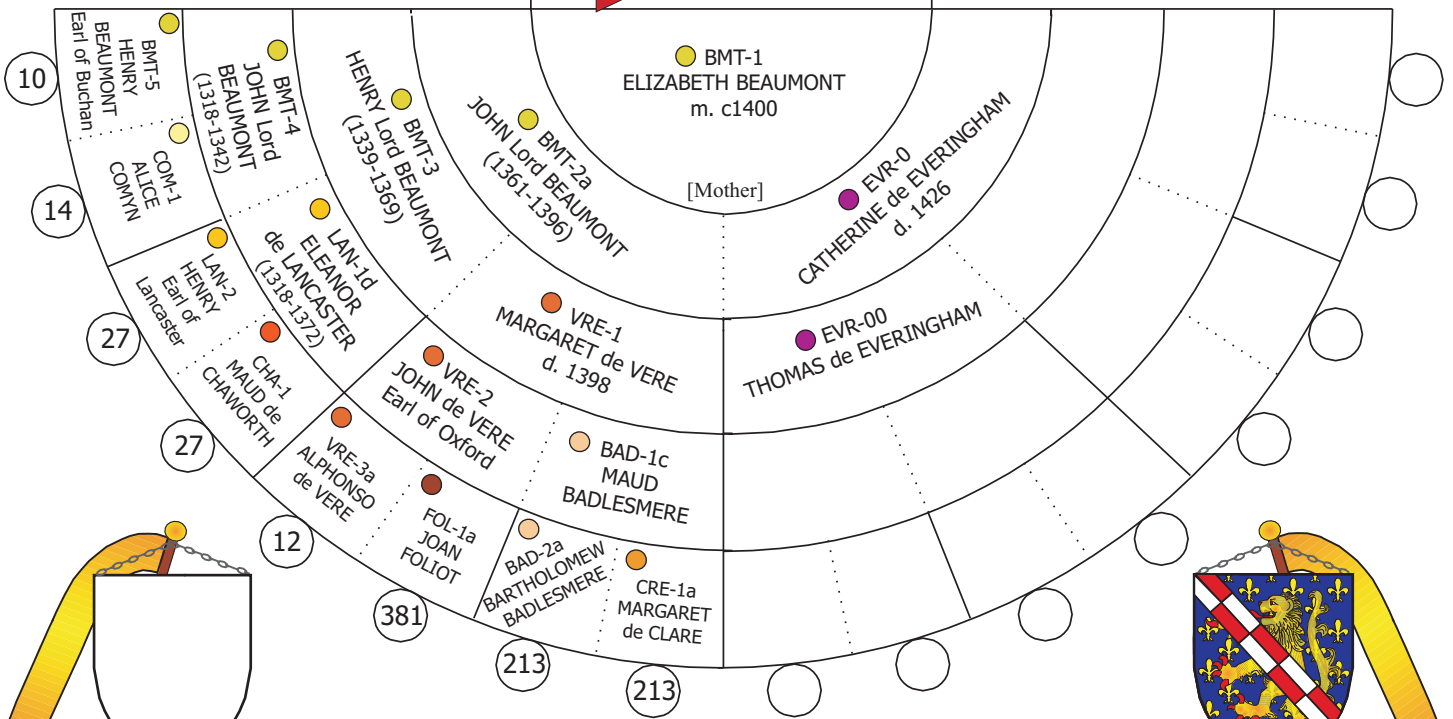 BMT-1
ELIZABETH BEAUMONT
m. c1400
[Mother]
BMT-2a
JOHN Lord BEAUMONT
(1361-1396)
EVR-0
CATHERINE de EVERINGHAM
d. 1426
BMT-3
HENRY Lord BEAUMONT
(1339-1369)
VRE-1
MARGARET de VERE
d. 1398
EVR-00
THOMAS de EVERINGHAM
BMT-4
JOHN Lord
BEAUMONT
(1318-1342)
LAN-1d
ELEANOR
de LANCASTER
(1318-1372)
VRE-2
JOHN de VERE
Earl of Oxford
BAD-1c
MAUD
BADLESMERE
BMT-5
HENRY
BEAUMONT
Earl of Buchan
COM-1
ALICE
COMYN
LAN-2
HENRY
Earl of
Lancaster
CHA-1
MAUD de
CHAWORTH
VRE-3a
ALPHONSO
de VERE
FOL-1a
JOAN
FOLIOT
BAD-2a
BARTHOLOMEW
BADLESMERE
CRE-1a
MARGARET
de CLARE
10
14
27
27
12
381
213
213